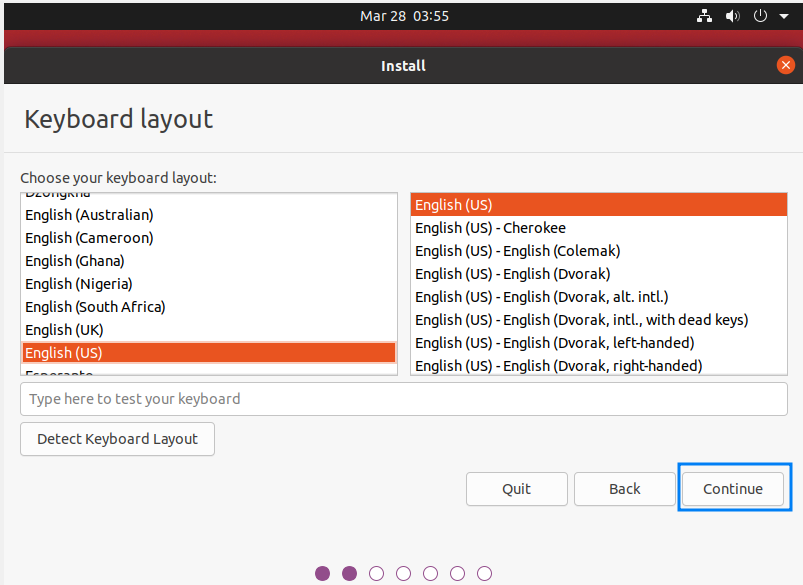 Mar 28 03:55
Install
Keyboard layout
Choose your keyboard layout:
Dzongkha
English (Australian)
English (Cameroon)
English (Ghana)
English (Nigeria)
English (South Africa)
English (UK)
English (US)
Esperanto
English (US)
English (US) - Cherokee
English (US) - English (Colemak)
English (US) - English (Dvorak)
English (US) - English (Dvorak, alt. intl.)
English (US) - English (Dvorak, intl., with dead keys)
English (US) - English (Dvorak, left-handed)
English (US) - English (Dvorak, right-handed)
Type here to test your keyboard
Detect Keyboard Layout
Quit
Back
Continue